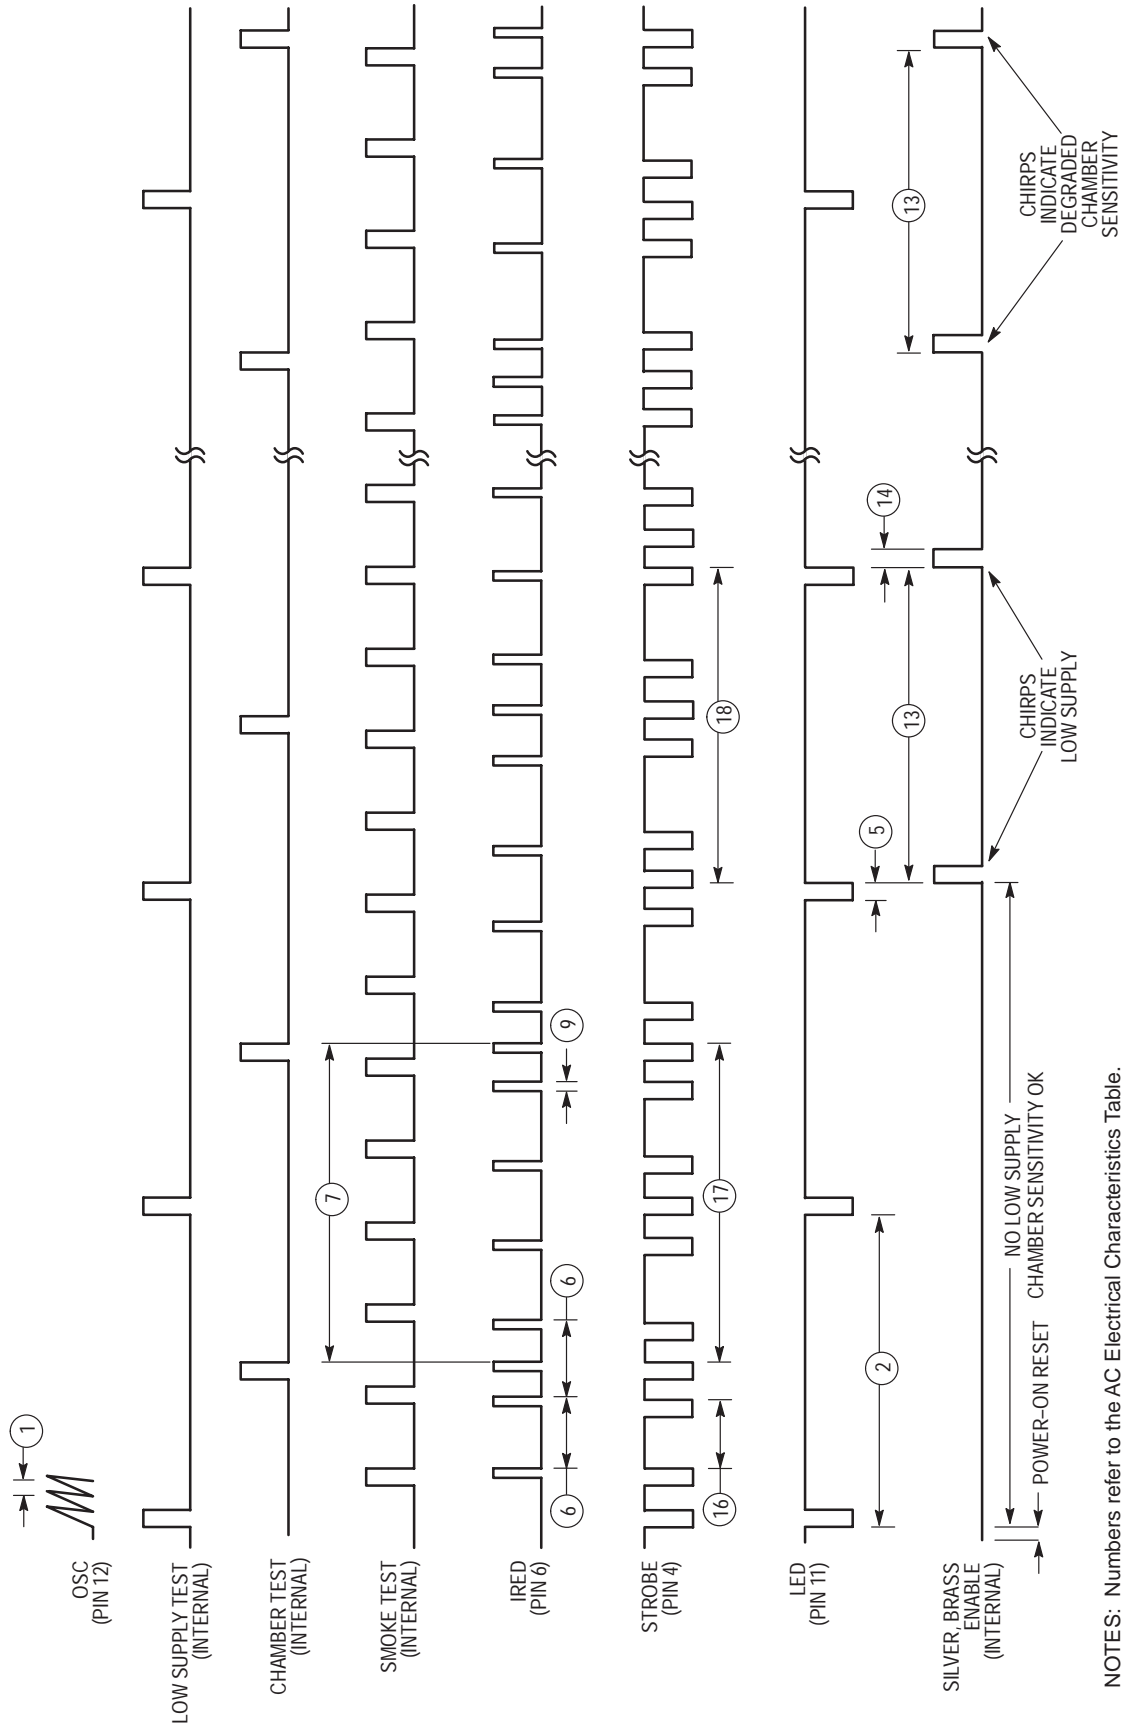 1
OSC
(PIN 12)
LOW SUPPLY TEST
(INTERNAL)
CHAMBER TEST
(INTERNAL)
7
SMOKE TEST
(INTERNAL)
IRED
(PIN 6)
6
6
9
STROBE
(PIN 4)
16
17
18
LED
(PIN 11)
2
5
13
14
13
SILVER, BRASS
ENABLE
(INTERNAL)
POWER–ON RESET
NO LOW SUPPLY
CHAMBER SENSITIVITY OK
CHIRPS
INDICATE
LOW SUPPLY
CHIRPS
INDICATE
DEGRADED
CHAMBER
SENSITIVITY
NOTES: Numbers refer to the AC Electrical Characteristics Table.